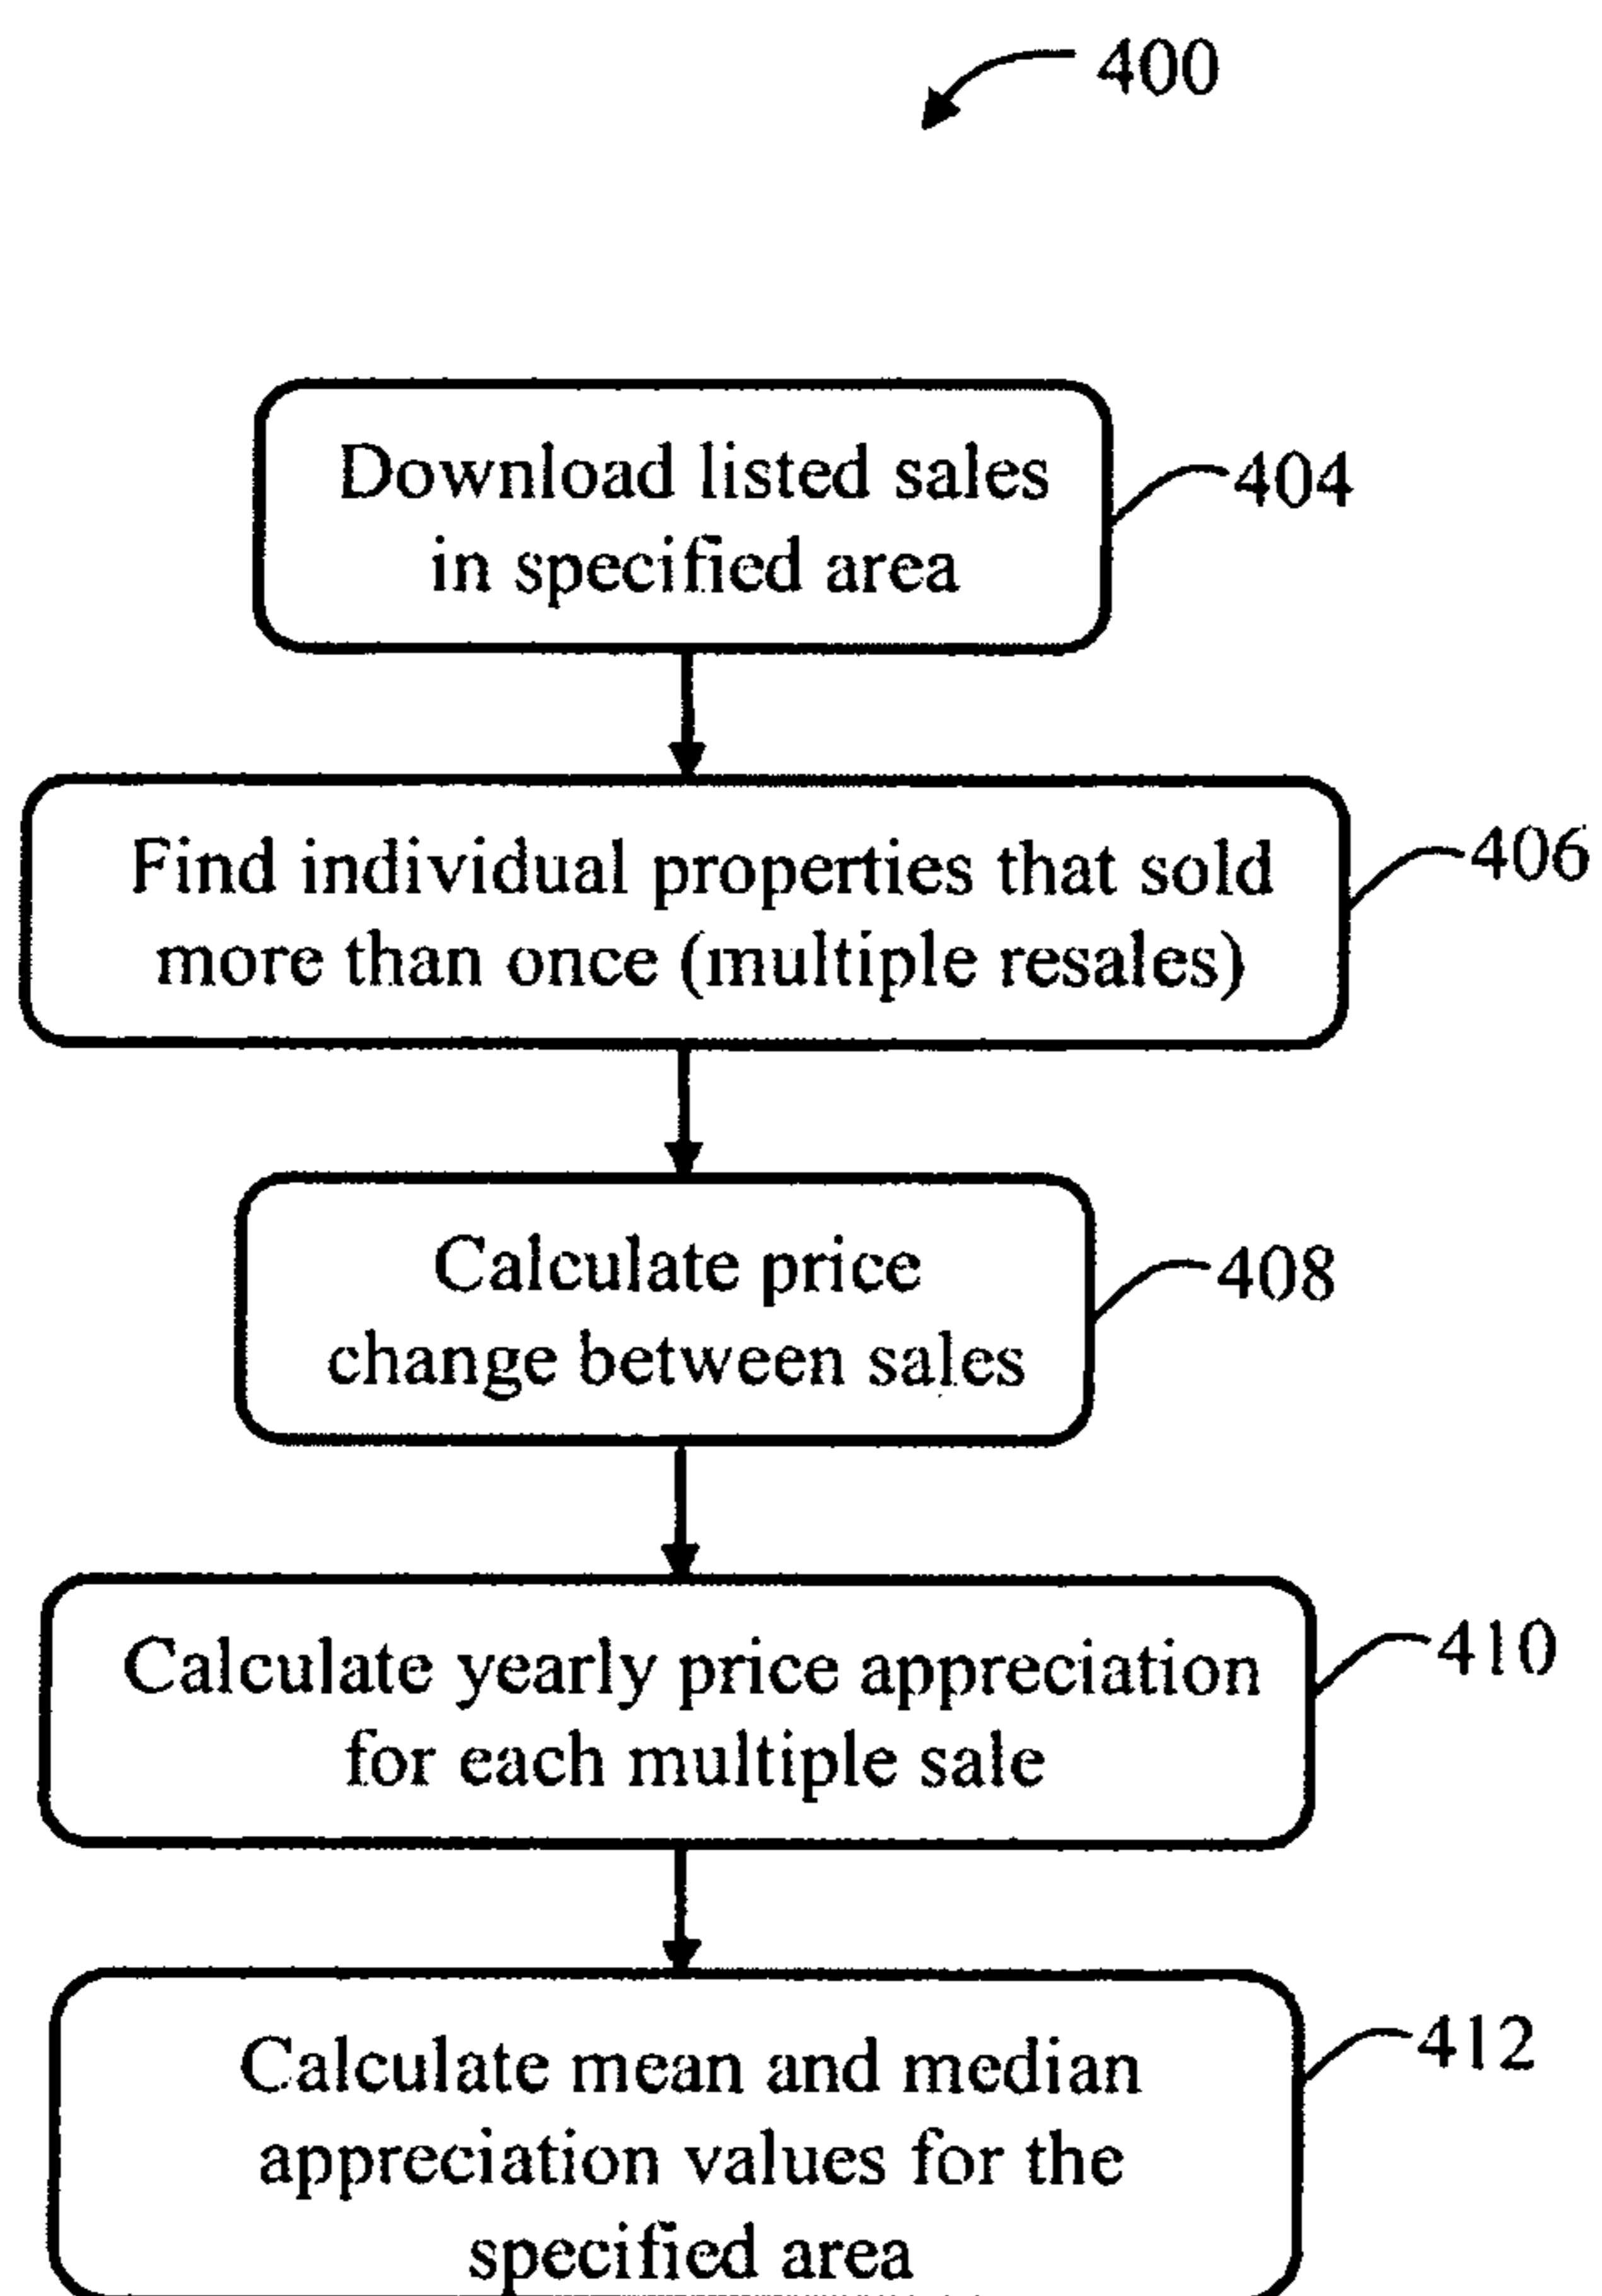 400
Download listed sales
in specified area
404
Find individual properties that sold
more than once (multiple resales)
406
Calculate price
change between sales
408
Calculate yearly price appreciation
for each multiple sale
410
Calculate mean and median
appreciation values for the
specified area
412